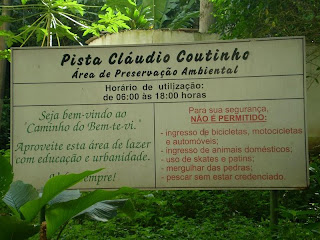 Pista Cláudio Coutinho
Área de Preservação Ambiental
Horário de utilização:
de 06:00 às 18:00 horas
Seja bem-vindo ao
"Caminho do Bem-te-vi."
Aproveite esta área de lazer
com educação e urbanidade.
sempre!
Para sua segurança,
NÃO É PERMITIDO:
- ingresso de bicicletas, motocicletas
e automóveis;
- ingresso de animais domésticos;
- uso de skates e patins;
- mergulhar das pedras;
- pescar sem estar credenciado.